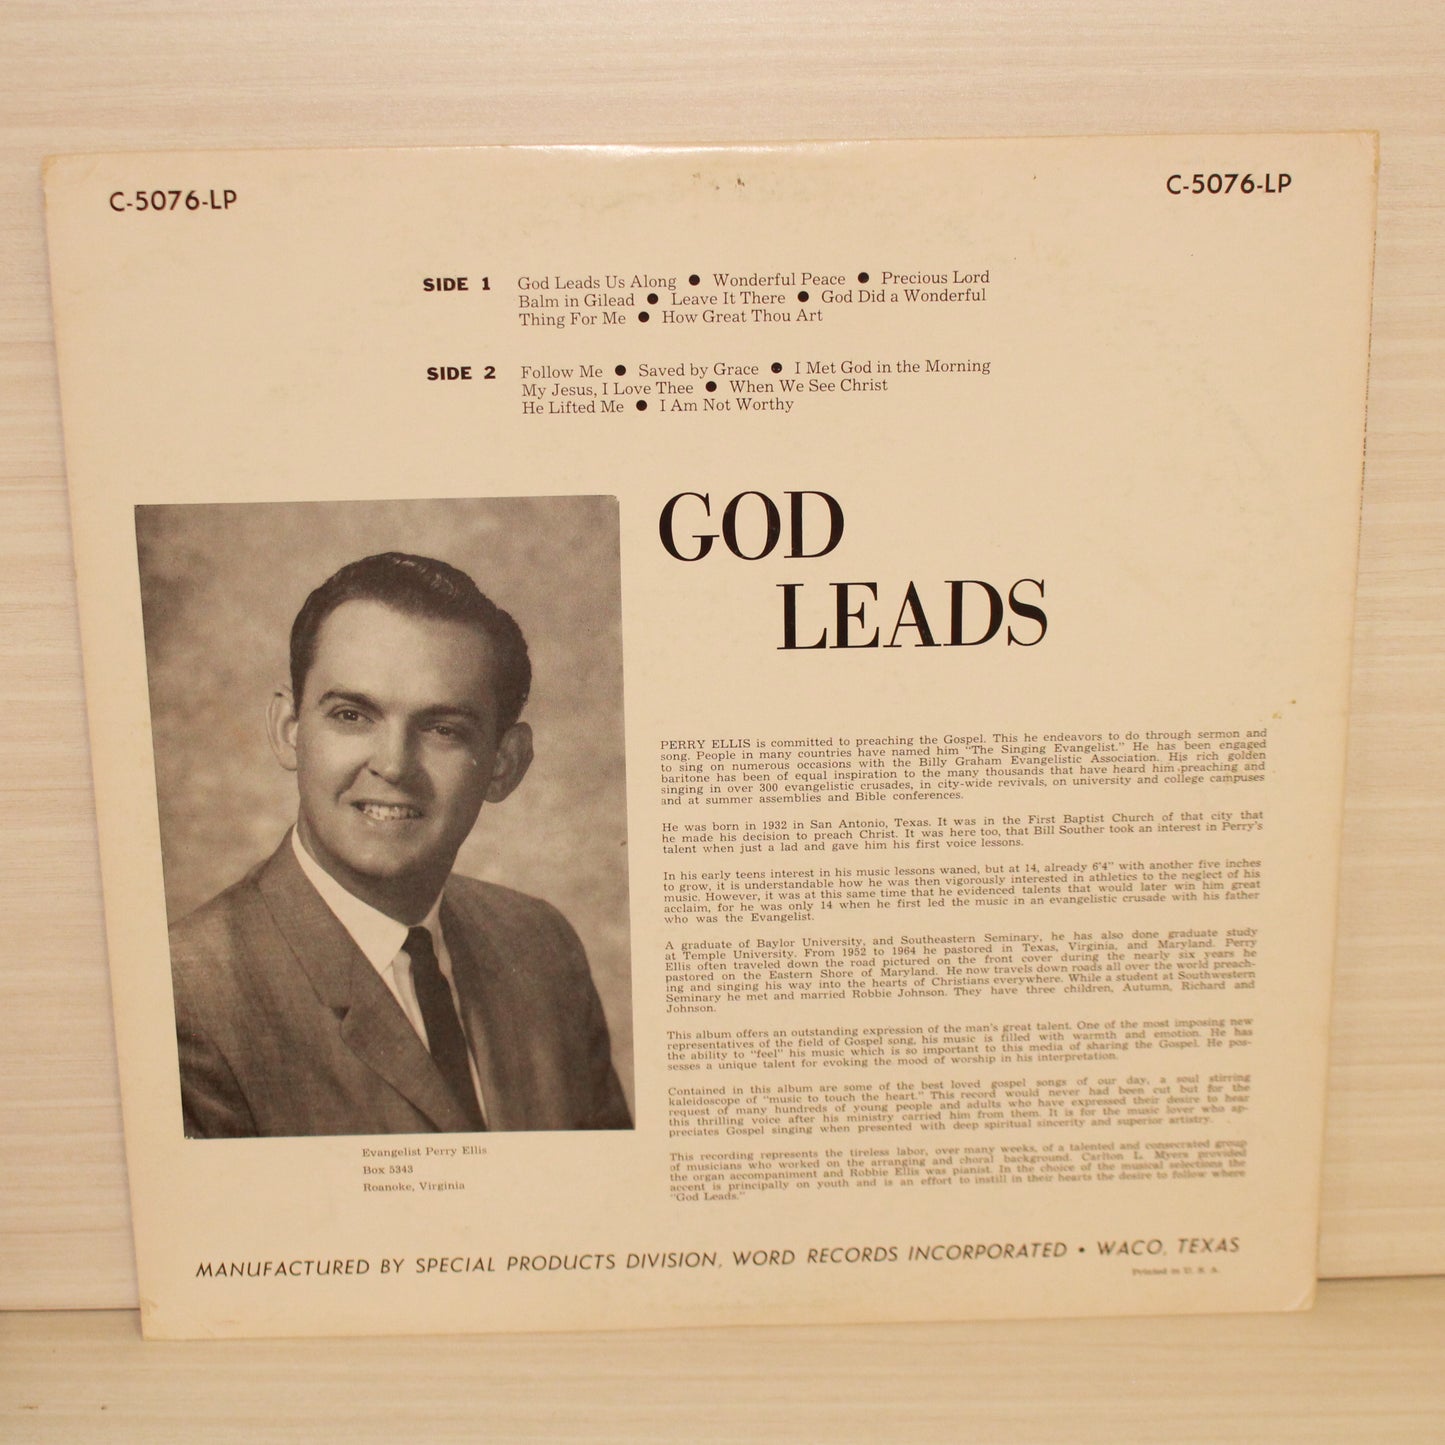 C-5076-LP
C-5076-LP
SIDE 1 God Leads Us Along ● Wonderful Peace ● Precious Lord
Balm in Gilead ● Leave It There ● God Did a Wonderful
Thing For Me ● How Great Thou Art
SIDE 2 Follow Me ● Saved by Grace ● I Met God in the Morning
My Jesus, I Love Thee ● When We See Christ
He Lifted Me ● I Am Not Worthy
GOD
LEADS
PERRY ELLIS is committed to preaching the Gospel. This he endeavors to do through sermon and
song. People in many countries have named him "The Singing Evangelist." He has been engaged
to sing on numerous occasions with the Billy Graham Evangelistic Association. His rich golden
baritone has been of equal inspiration to the many thousands that have heard him preaching and
singing in over 300 evangelistic crusades, in city-wide revivals, on university and college campuses
and at summer assemblies and Bible conferences.
He was born in 1932 in San Antonio, Texas. It was in the First Baptist Church of that city that
he made his decision to preach Christ. It was here too, that Bill Souther took an interest in Perry's
talent when just a lad and gave him his first voice lessons.
In his early teens interest in his music lessons waned, but at 14, already 6'4" with another five inches
to grow, it is understandable how he was then vigorously interested in athletics to the neglect of his
music. However, it was at this same time that he evidenced talents that would later win him great
acclaim, for he was only 14 when he first led the music in an evangelistic crusade with his father
who was the Evangelist.
A graduate of Baylor University, and Southeastern Seminary, he has also done graduate study
at Temple University. From 1952 to 1964 he pastored in Texas, Virginia, and Maryland. Perry
Ellis often traveled down the road pictured on the front cover during the nearly six years he
pastored on the Eastern Shore of Maryland. He now travels down roads all over the world preach-
ing and singing his way into the hearts of Christians everywhere. While a student at Southwestern
Seminary he met and married Robbie Johnson. They have three children, Autumn, Richard and
Johnson.
This album offers an outstanding expression of the man's great talent. One of the most imposing new
representatives of the field of Gospel song, his music is filled with warmth and emotion. He has
the ability to "feel" his music which is so important to this media of sharing the Gospel. He pos-
sesses a unique talent for evoking the mood of worship in his interpretation.
Contained in this album are some of the best loved gospel songs of our day, a soul stirring
kaleidoscope of "music to touch the heart." This record would never had been cut but for the
request of many hundreds of young people and adults who have expressed their desire to hear
this thrilling voice after his ministry carried him from them. It is for the music lover who ap-
preciates Gospel singing when presented with deep spiritual sincerity and superior artistry.
This recording represents the tireless labor, over many weeks, of a talented and consecrated group
of musicians who worked on the arranging and choral background. Carlton L. Myers provided
the organ accompaniment and Robbie Ellis was pianist. In the choice of the musical selections the
accent is principally on youth and is an effort to instill in their hearts the desire to follow where
"God Leads."
Evangelist Perry Ellis
Box 5343
Roanoke, Virginia
MANUFACTURED BY SPECIAL PRODUCTS DIVISION, WORD RECORDS INCORPORATED • WACO, TEXAS
Printed in U. S. A.